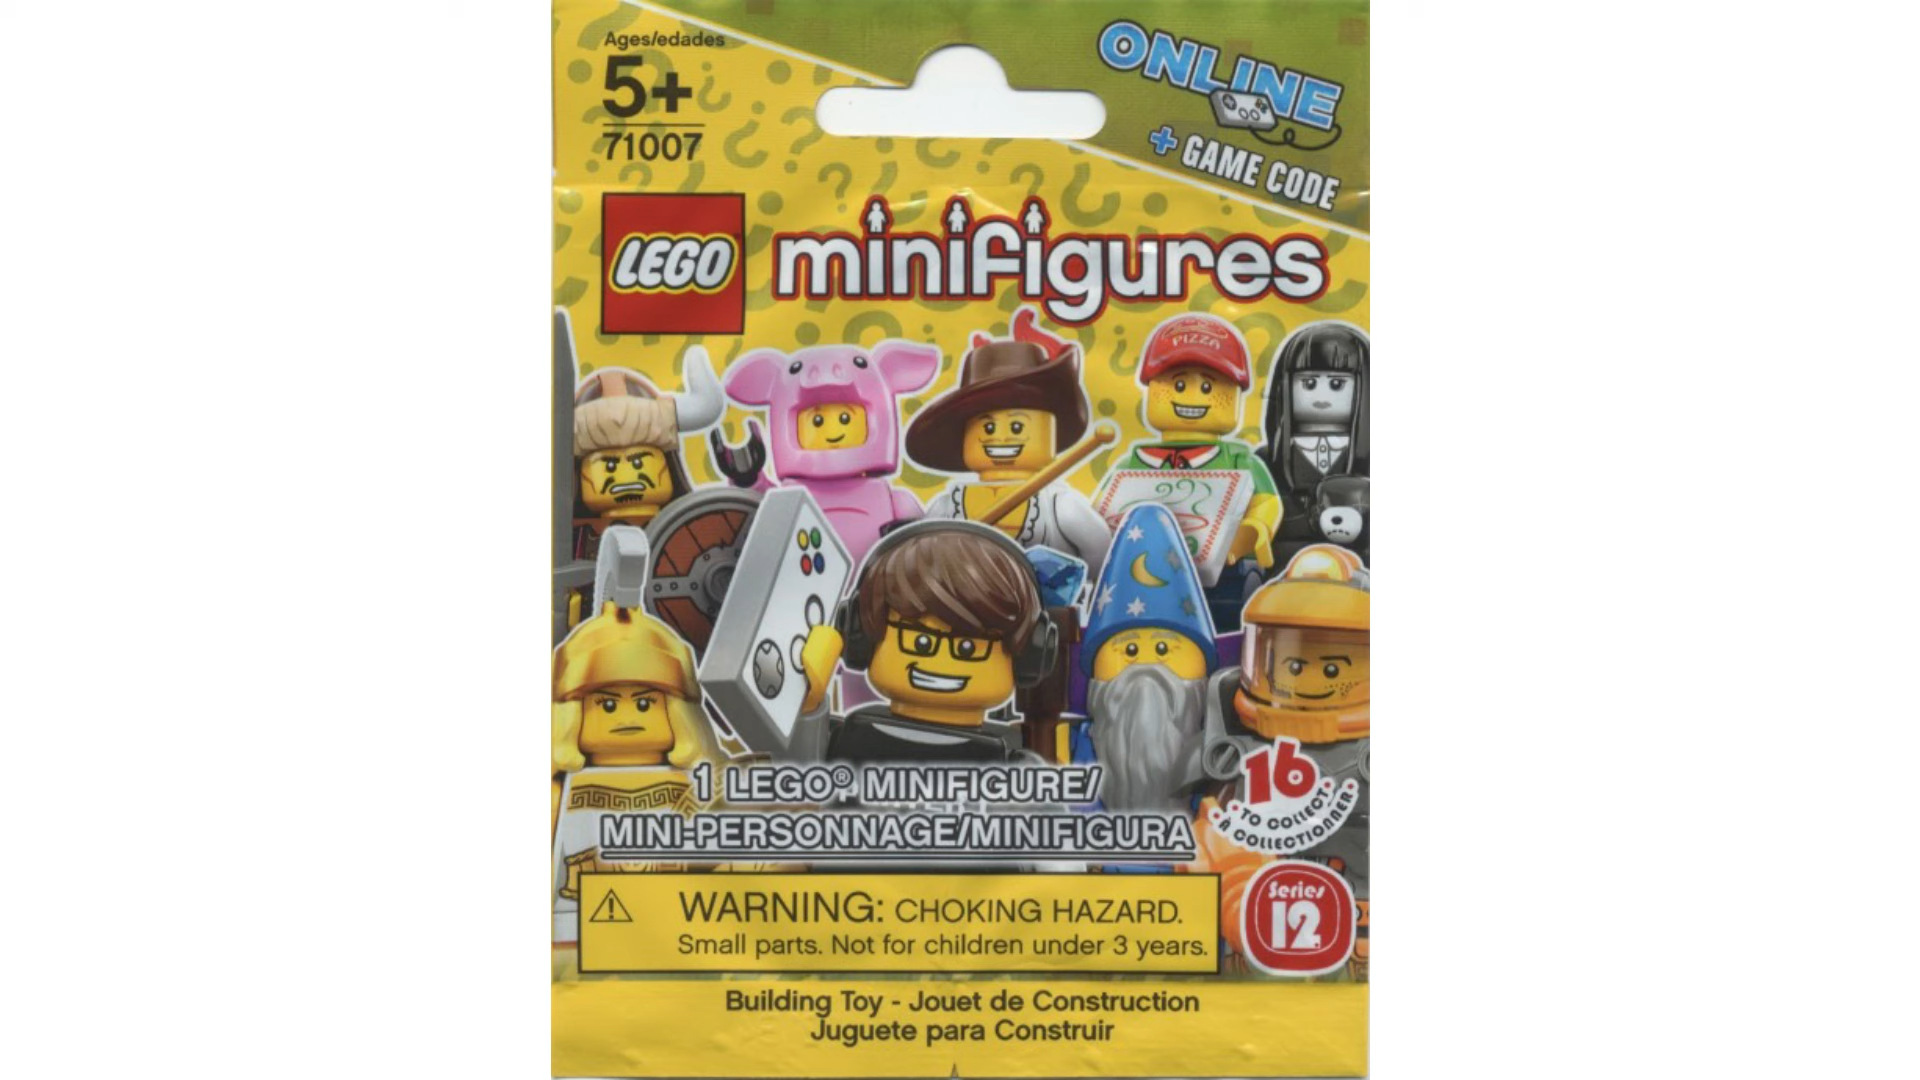 Ages/edades
5+
71007
ONLINE
+ GAME CODE
LEGO
minifigures
PIZZA
1 LEGO® MINIFIGURE/
MINI-PERSONNAGE/MINIFIGURA
16
TO COLLECT
À COLLECTIONNER
WARNING: CHOKING HAZARD.
Small parts. Not for children under 3 years.
Series
12
Building Toy - Jouet de Construction
Juguete para Construir